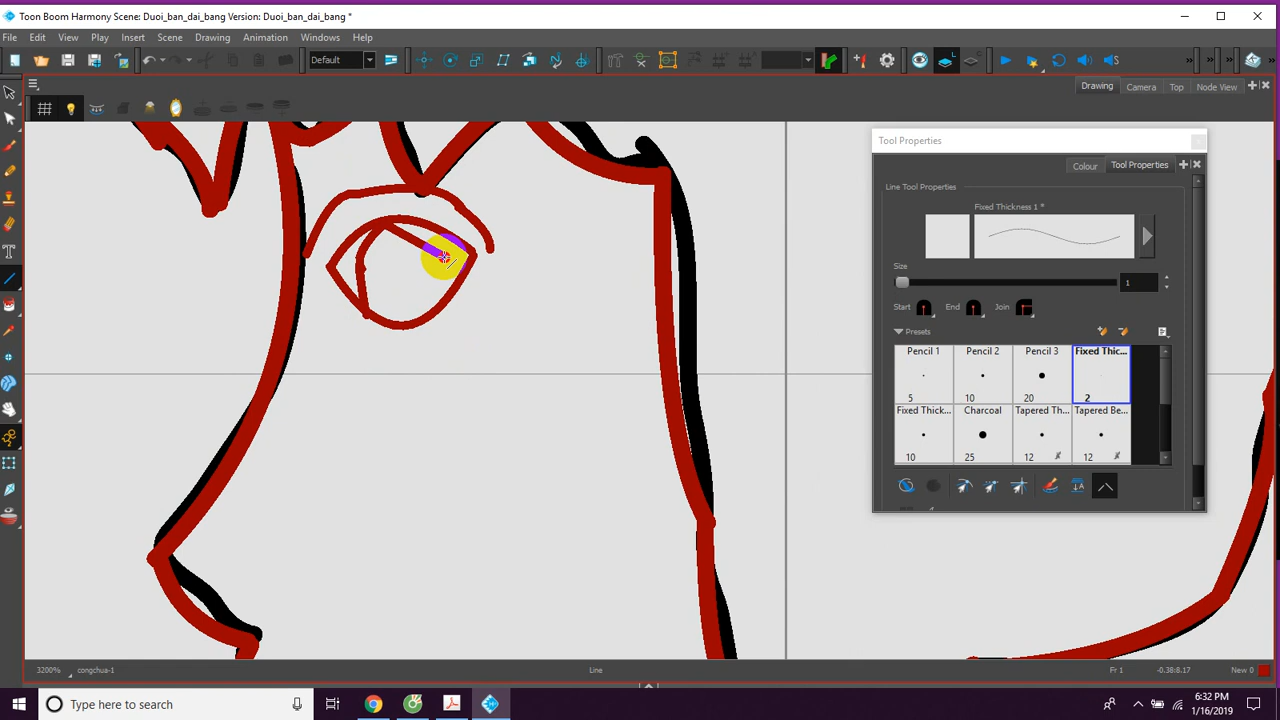 Toon Boom Harmony Scene: Duoi_ban_dai_bang Version: Duoi_ban_dai_bang *
File Edit View Play Insert Scene Drawing Animation Windows Help
Default
Drawing Camera Top Node View
Tool Properties
Colour Tool Properties
Line Tool Properties
Fixed Thickness 1 *
Size
1
Start End Join
Presets
Pencil 1 Pencil 2 Pencil 3 Fixed Thic...
5 10 20 2
Fixed Thick... Charcoal Tapered Th... Tapered Be...
10 25 12 12
3200% congchua-1 Line Fr 1 -0.38:8.17 New 0
Type here to search
6:32 PM
1/16/2019